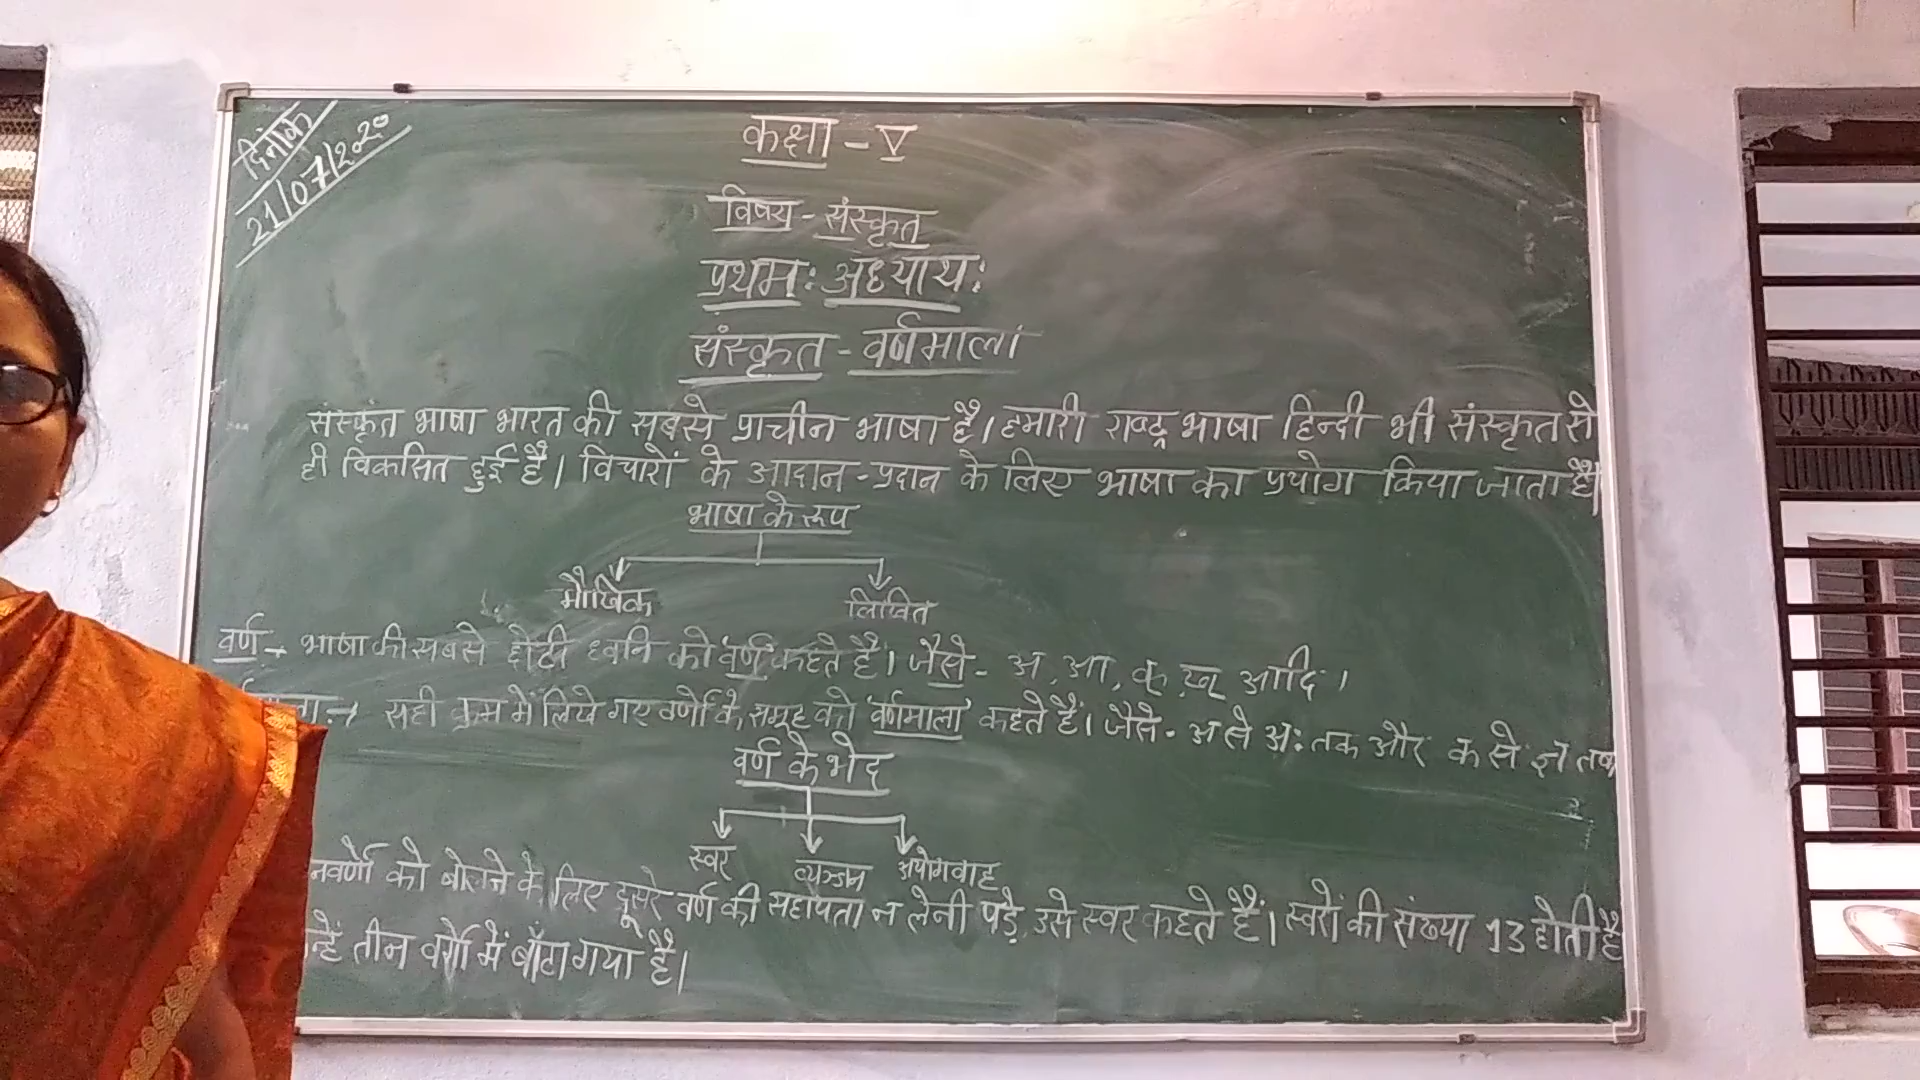 दिनांक
21/07/2020
कक्षा - V
विषय - संस्कृत
प्रथम: अध्याय:
संस्कृत - वर्णमाला
संस्कृत भाषा भारत की सबसे प्राचीन भाषा है। हमारी राष्ट्र भाषा हिन्दी भी संस्कृत से
ही विकसित हुई है। विचारों के आदान-प्रदान के लिए भाषा का प्रयोग किया जाता है।
भाषा के रूप
मौखिक लिखित
वर्ण → भाषा की सबसे छोटी ध्वनि को 'वर्ण' कहते है। जैसे - अ, आ, क् ख् आदि।
→ सही क्रम में लिखे गए वर्णों के समूह को 'वर्णमाला' कहते हैं। जैसे - अ से अ: तक और क से ज्ञ तक
वर्ण के भेद
स्वर व्यञ्जन अयोगवाह
वर्णो को बोलने के लिए दूसरे वर्ण की सहायता न लेनी पड़े, उसे स्वर कहते हैं। स्वरों की संख्या 13 होती है
तीन वर्गो में बाँटा गया है।